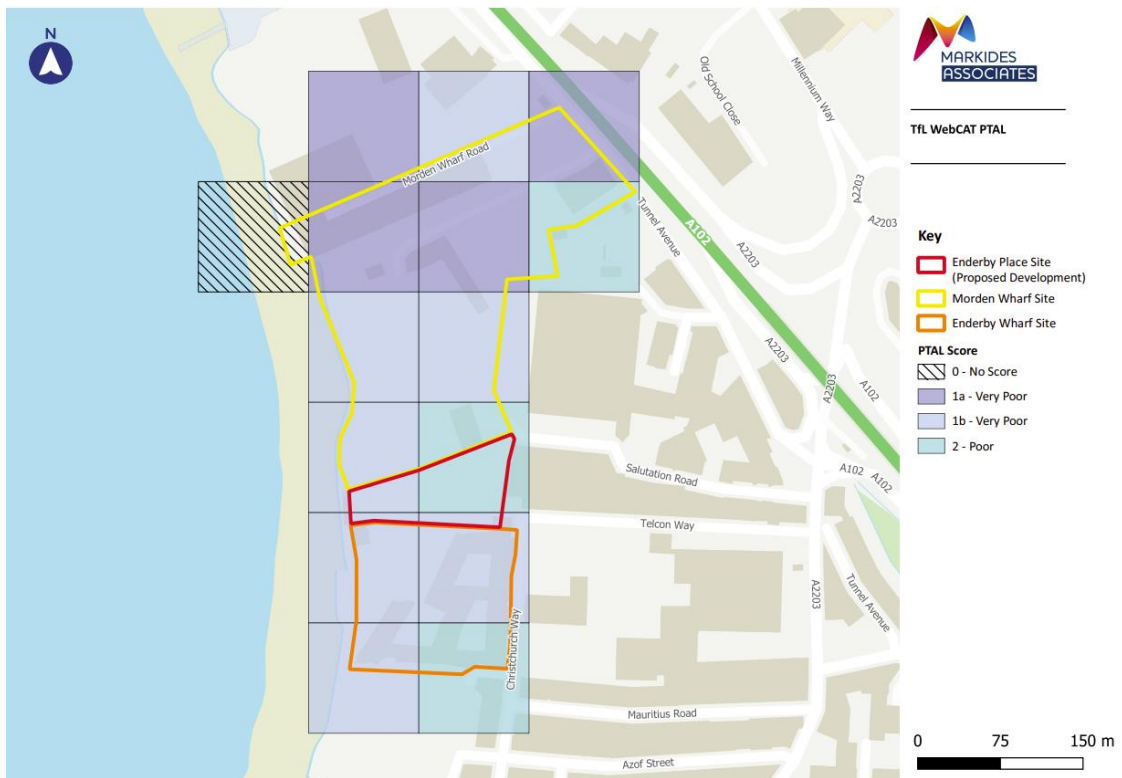 N
MARKIDES
ASSOCIATES
TfL WebCAT PTAL
Key
Enderby Place Site
(Proposed Development)
Morden Wharf Site
Enderby Wharf Site
PTAL Score
0 - No Score
1a - Very Poor
1b - Very Poor
2 - Poor
0 75 150 m
Old School Close
Millennium Way
Morden Wharf Road
A2203
A2203
Tunnel Avenue
A102
A2203
A2203
A2203
A102
Salutation Road
A102
A102
Telcon Way
A2203
Tunnel Avenue
Christchurch Way
Mauritius Road
Azof Street